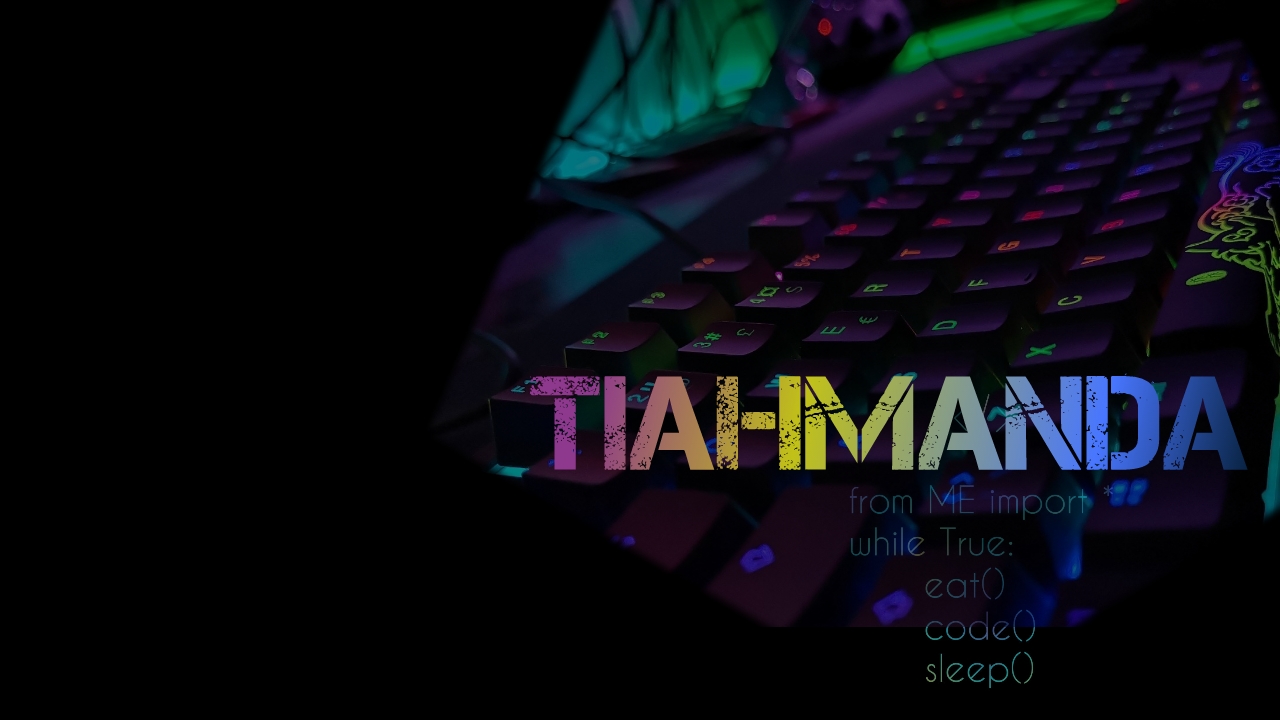 TIAHMANDA
from ME import *
while True:
eat()
code()
sleep()